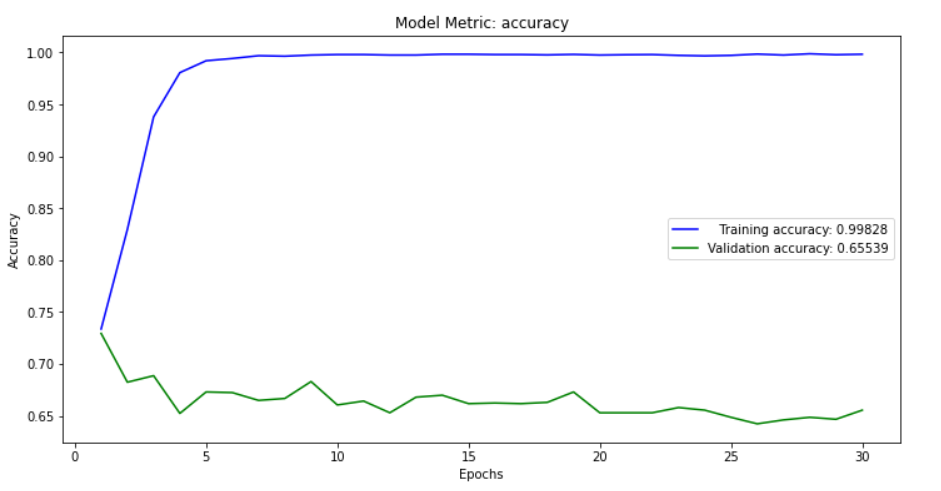 Model Metric: accuracy
1.00
0.95
0.90
0.85
0.80
0.75
0.70
0.65
Accuracy
Training accuracy: 0.99828
Validation accuracy: 0.65539
0 5 10 15 20 25 30
Epochs